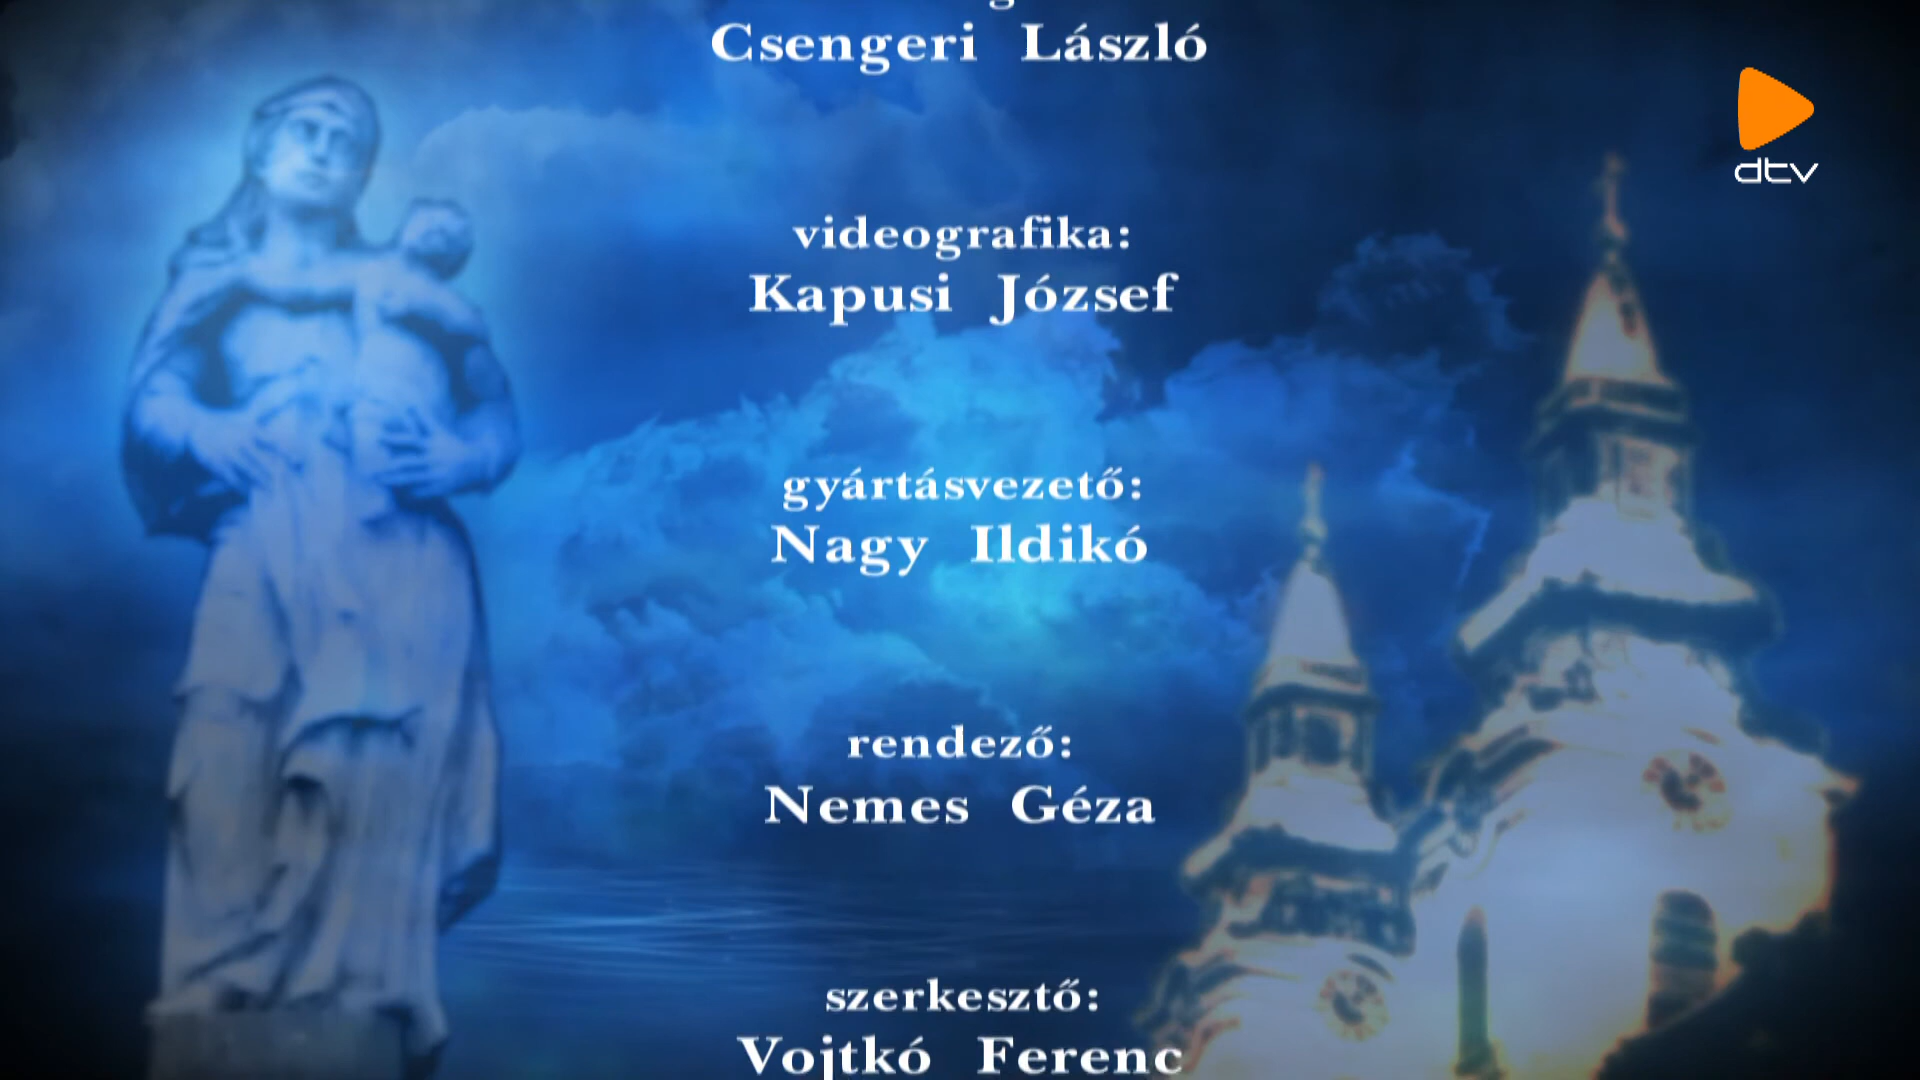 Csengeri László
dtv
videografika:
Kapusi József
gyártásvezető:
Nagy Ildikó
rendező:
Nemes Géza
szerkesztő:
Vojtkó Ferenc